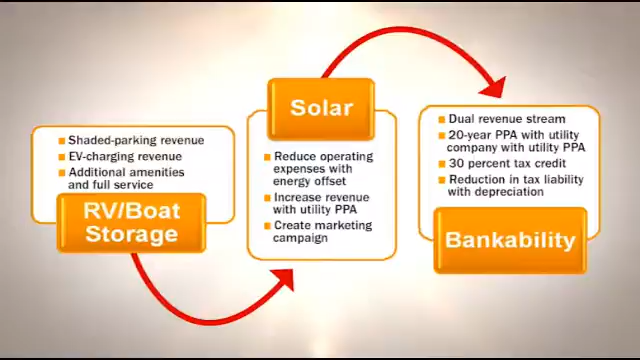 Shaded-parking revenue
EV-charging revenue
Additional amenities
and full service
RV/Boat
Storage
Solar
Reduce operating
expenses with
energy offset
Increase revenue
with utility PPA
Create marketing
campaign
Dual revenue stream
20-year PPA with utility
company with utility PPA
30 percent tax credit
Reduction in tax liability
with depreciation
Bankability